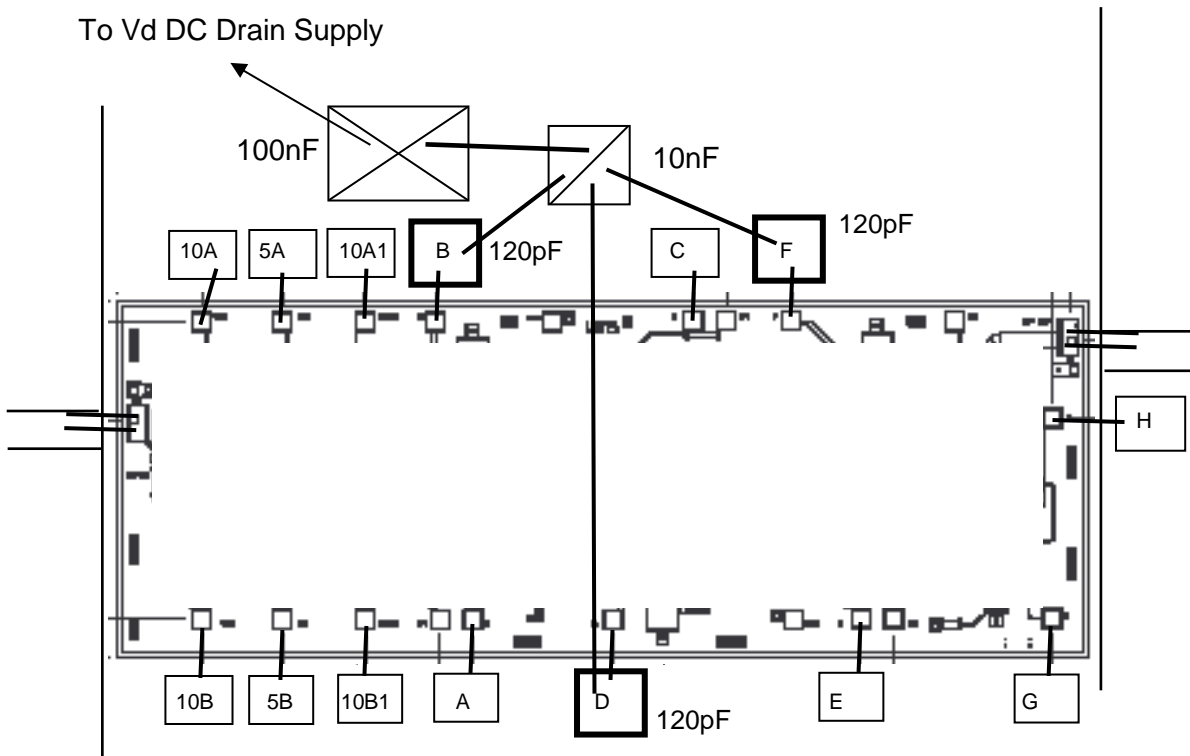 To Vd DC Drain Supply
100nF
10nF
120pF
10A
5A
10A1
B
120pF
C
F
H
10B
5B
10B1
A
D
120pF
E
G